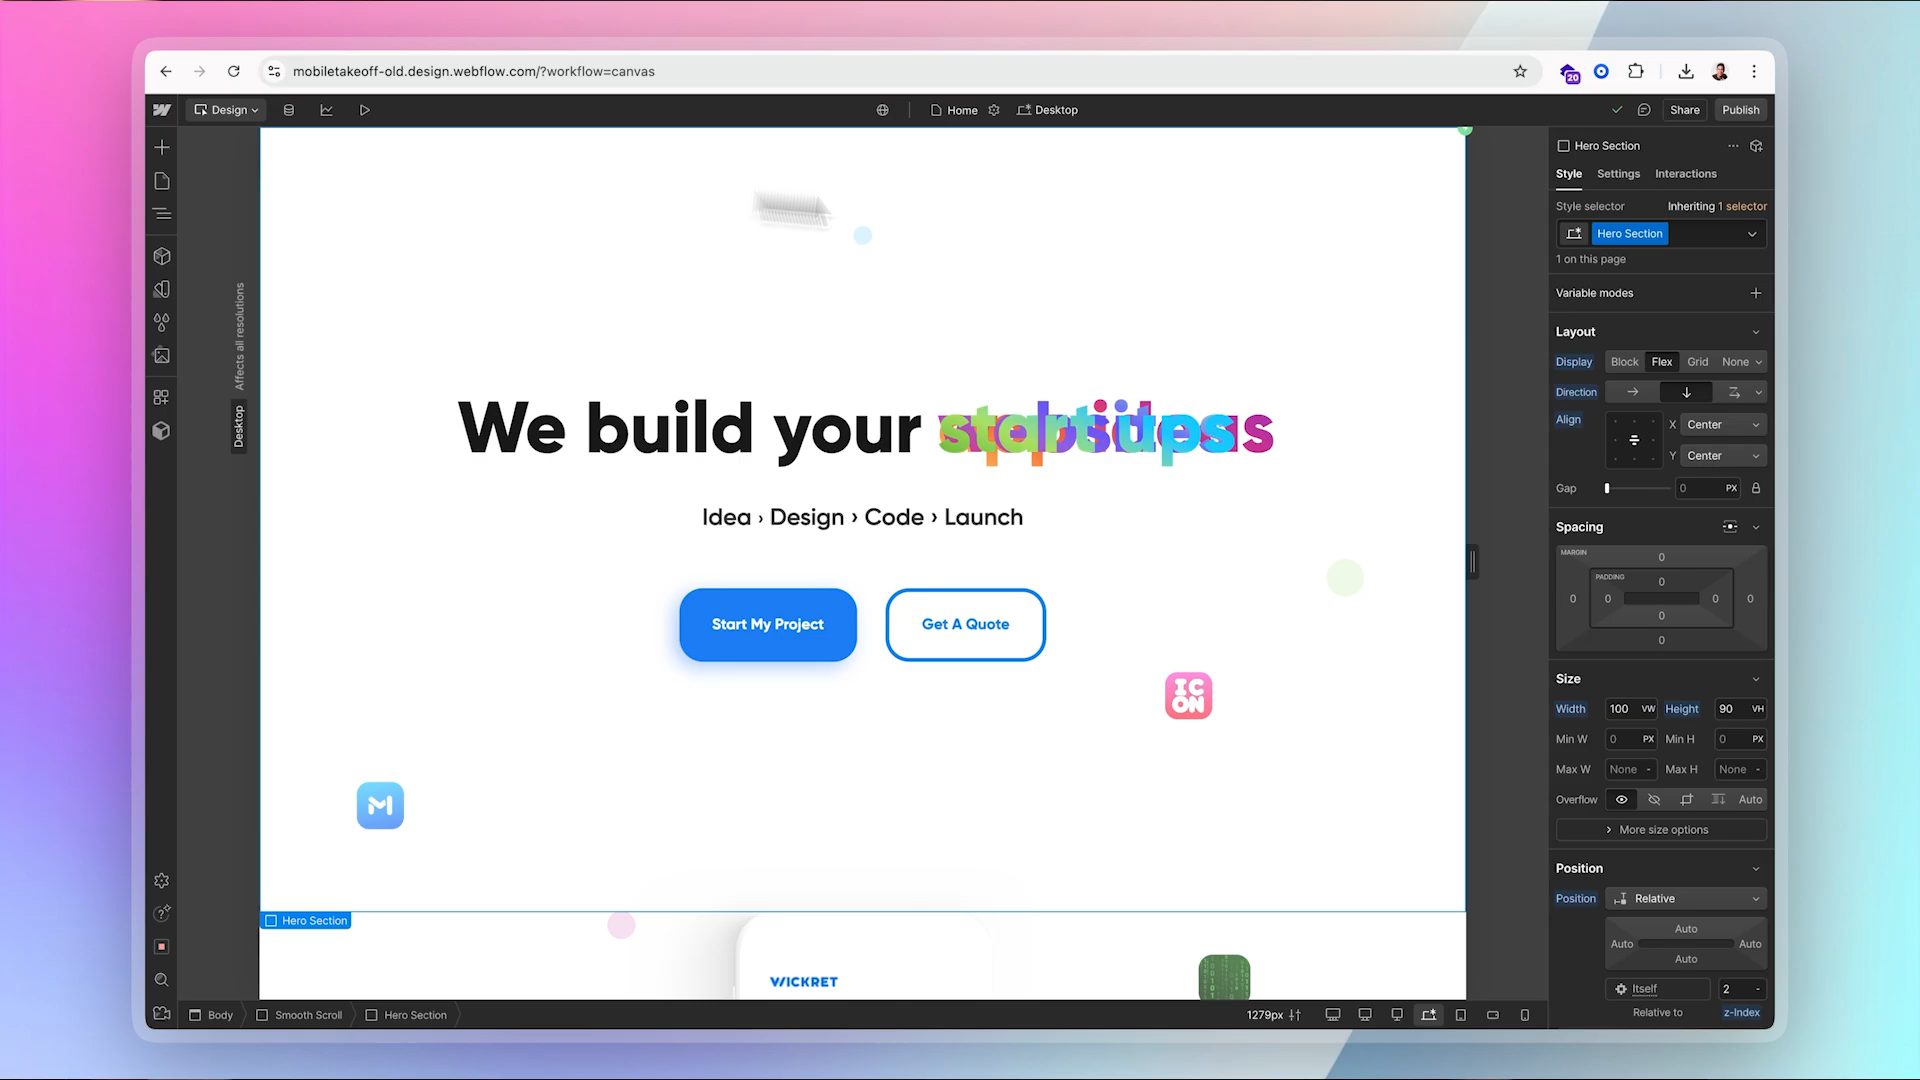 mobiletakeoff-old.design.webflow.com/?workflow=canvas
20
Design
Home
Desktop
Share
Publish
Affects all resolutions
Desktop
We build your startups
Idea › Design › Code › Launch
Start My Project
Get A Quote
ICON
M
Hero Section
WICKRET
Body
Smooth Scroll
Hero Section
1279px
Hero Section
Style
Settings
Interactions
Style selector
Inheriting 1 selector
Hero Section
1 on this page
Variable modes
Layout
Display
Block
Flex
Grid
None
Direction
Align
X
Center
Y
Center
Gap
0
PX
Spacing
MARGIN
0
PADDING
0
0
0
0
0
0
0
Size
Width
100
VW
Height
90
VH
Min W
0
PX
Min H
0
PX
Max W
None
-
Max H
None
-
Overflow
Auto
More size options
Position
Position
Relative
Auto
Auto
Auto
Auto
Itself
2
-
Relative to
z-Index